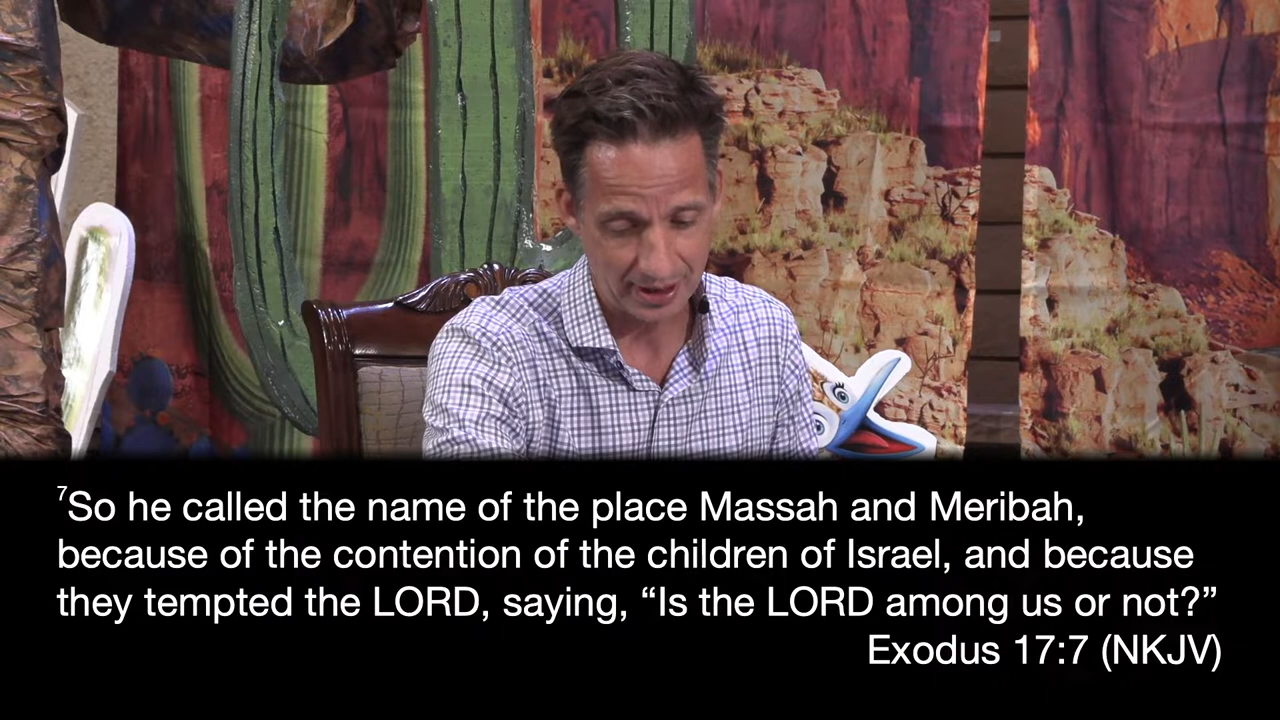 ⁷So he called the name of the place Massah and Meribah,
because of the contention of the children of Israel, and because
they tempted the LORD, saying, “Is the LORD among us or not?”
Exodus 17:7 (NKJV)